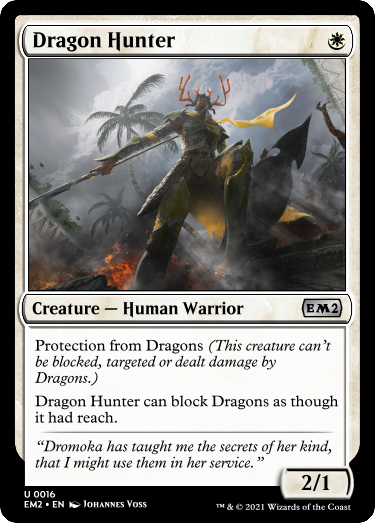 Dragon Hunter
Creature — Human Warrior
EM2
Protection from Dragons (This creature can't
be blocked, targeted or dealt damage by
Dragons.)
Dragon Hunter can block Dragons as though
it had reach.
“Dromoka has taught me the secrets of her kind,
that I might use them in her service.”
2/1
U 0016
EM2 • EN Johannes Voss
™ & © 2021 Wizards of the Coast